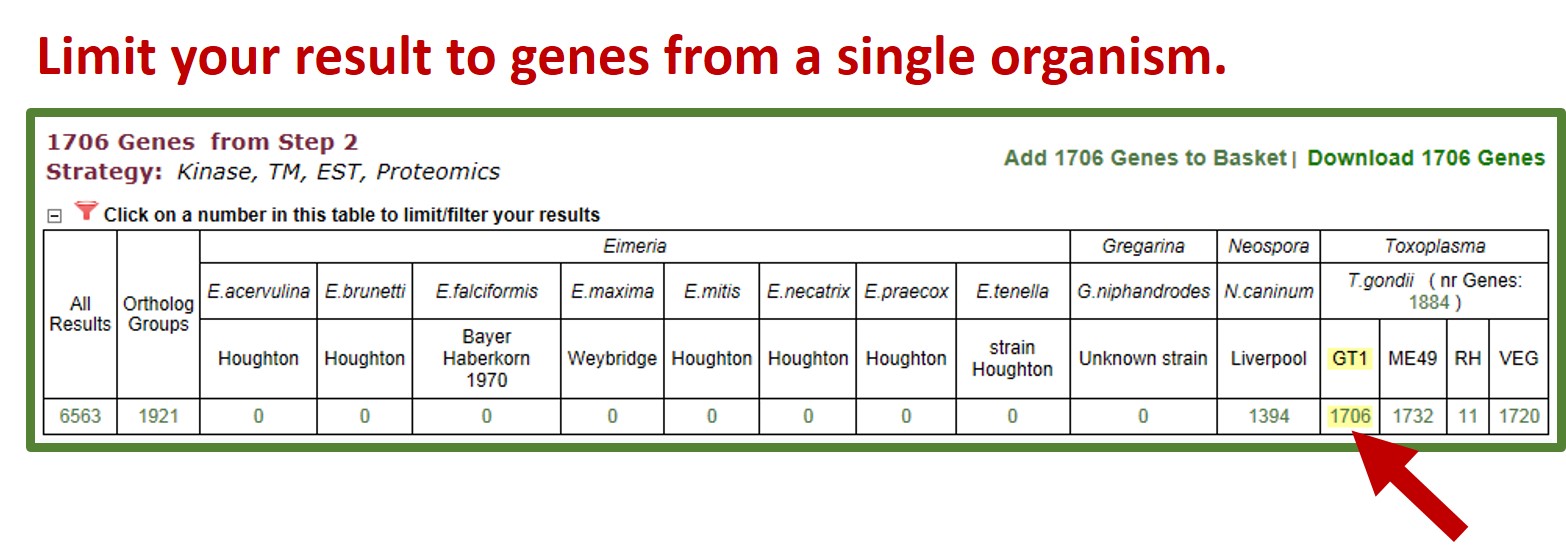 Limit your result to genes from a single organism.
1706 Genes from Step 2
Strategy: Kinase, TM, EST, Proteomics
Add 1706 Genes to Basket | Download 1706 Genes
Click on a number in this table to limit/filter your results
All Results Ortholog Groups Eimeria Gregarina Neospora Toxoplasma
E.acervulina E.brunetti E.falciformis E.maxima E.mitis E.necatrix E.praecox E.tenella G.niphandrodes N.caninum T.gondii ( nr Genes: 1884 )
Houghton Houghton Bayer Haberkorn 1970 Weybridge Houghton Houghton Houghton strain Houghton Unknown strain Liverpool GT1 ME49 RH VEG
6563 1921 0 0 0 0 0 0 0 0 0 1394 1706 1732 11 1720